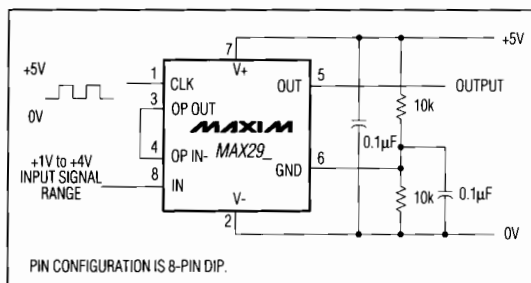 7
+5V
V+
+5V
1
CLK
OUT
5
OUTPUT
3
OP OUT
10k
0V
MAXIM
4
OP IN-
MAX29_
0.1µF
+1V to +4V
INPUT SIGNAL
RANGE
8
IN
GND
6
10k
0.1µF
V-
2
0V
PIN CONFIGURATION IS 8-PIN DIP.